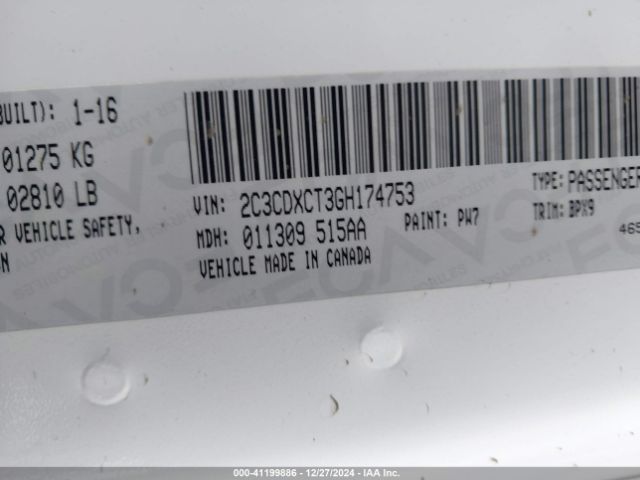 BUILT): 1-16
01275 KG
02810 LB
R VEHICLE SAFETY,
ON
VIN: 2C3CDXCT3GH174753
TYPE: PASSENGER
MDH: 011309 515AA
PAINT: PW7
TRIM: BPX9
VEHICLE MADE IN CANADA
465
000-41199886 - 12/27/2024 - IAA Inc.